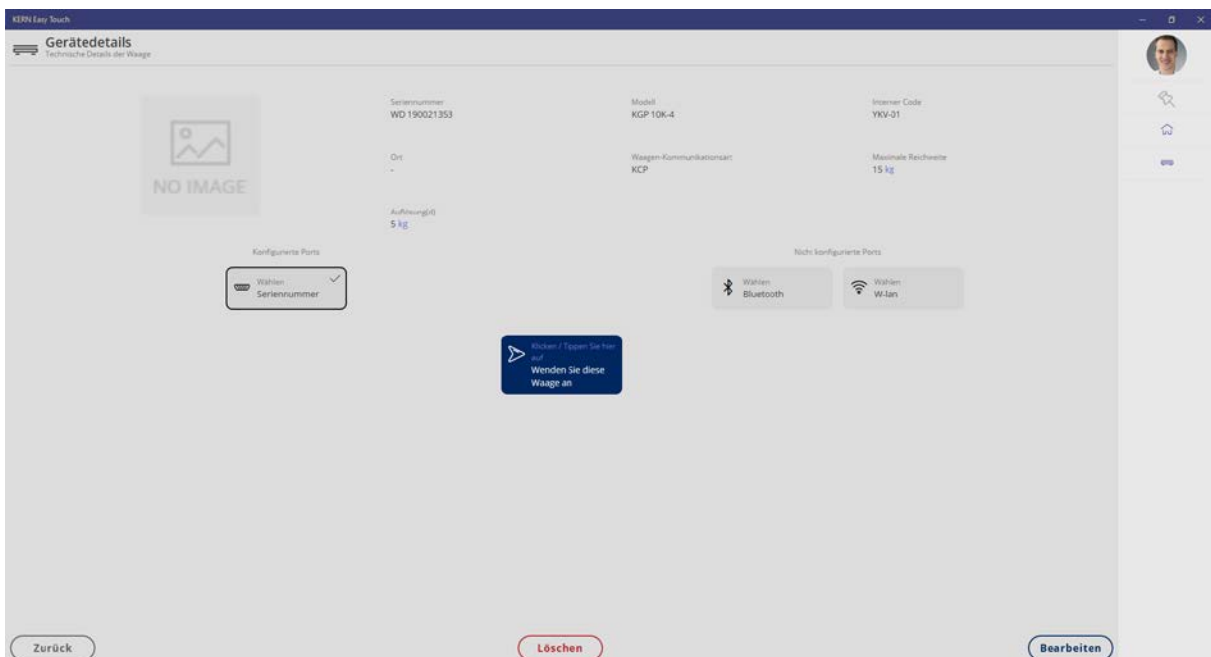 KERN Easy Touch
Gerätedetails
Technische Details der Waage
NO IMAGE
Seriennummer
WD 190021353
Modell
KGP 10K-4
Interner Code
YKV-01
Ort
-
Waagen-Kommunikationsart
KCP
Maximale Reichweite
15 kg
Auflösung(d)
5 kg
Konfigurierte Ports
Wählen
Seriennummer
Nicht konfigurierte Ports
Wählen
Bluetooth
Wählen
W-lan
Klicken / Tippen Sie hier
auf
Wenden Sie diese
Waage an
Zurück
Löschen
Bearbeiten